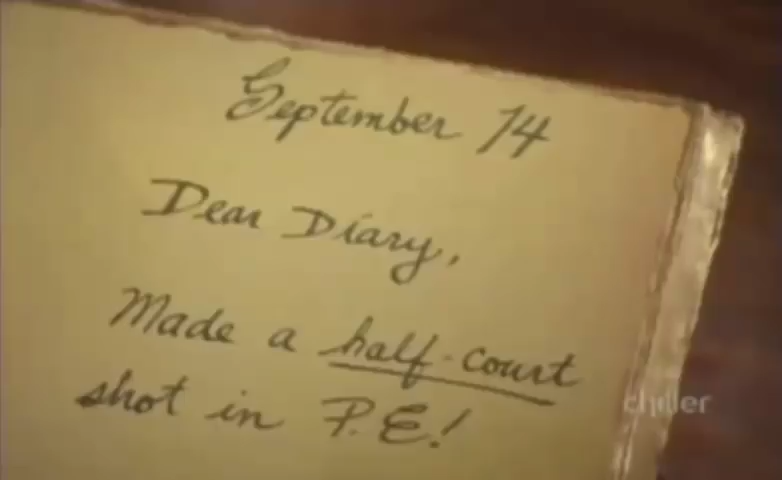 September 14
Dear Diary,
Made a half-court
shot in P.E!
chiller